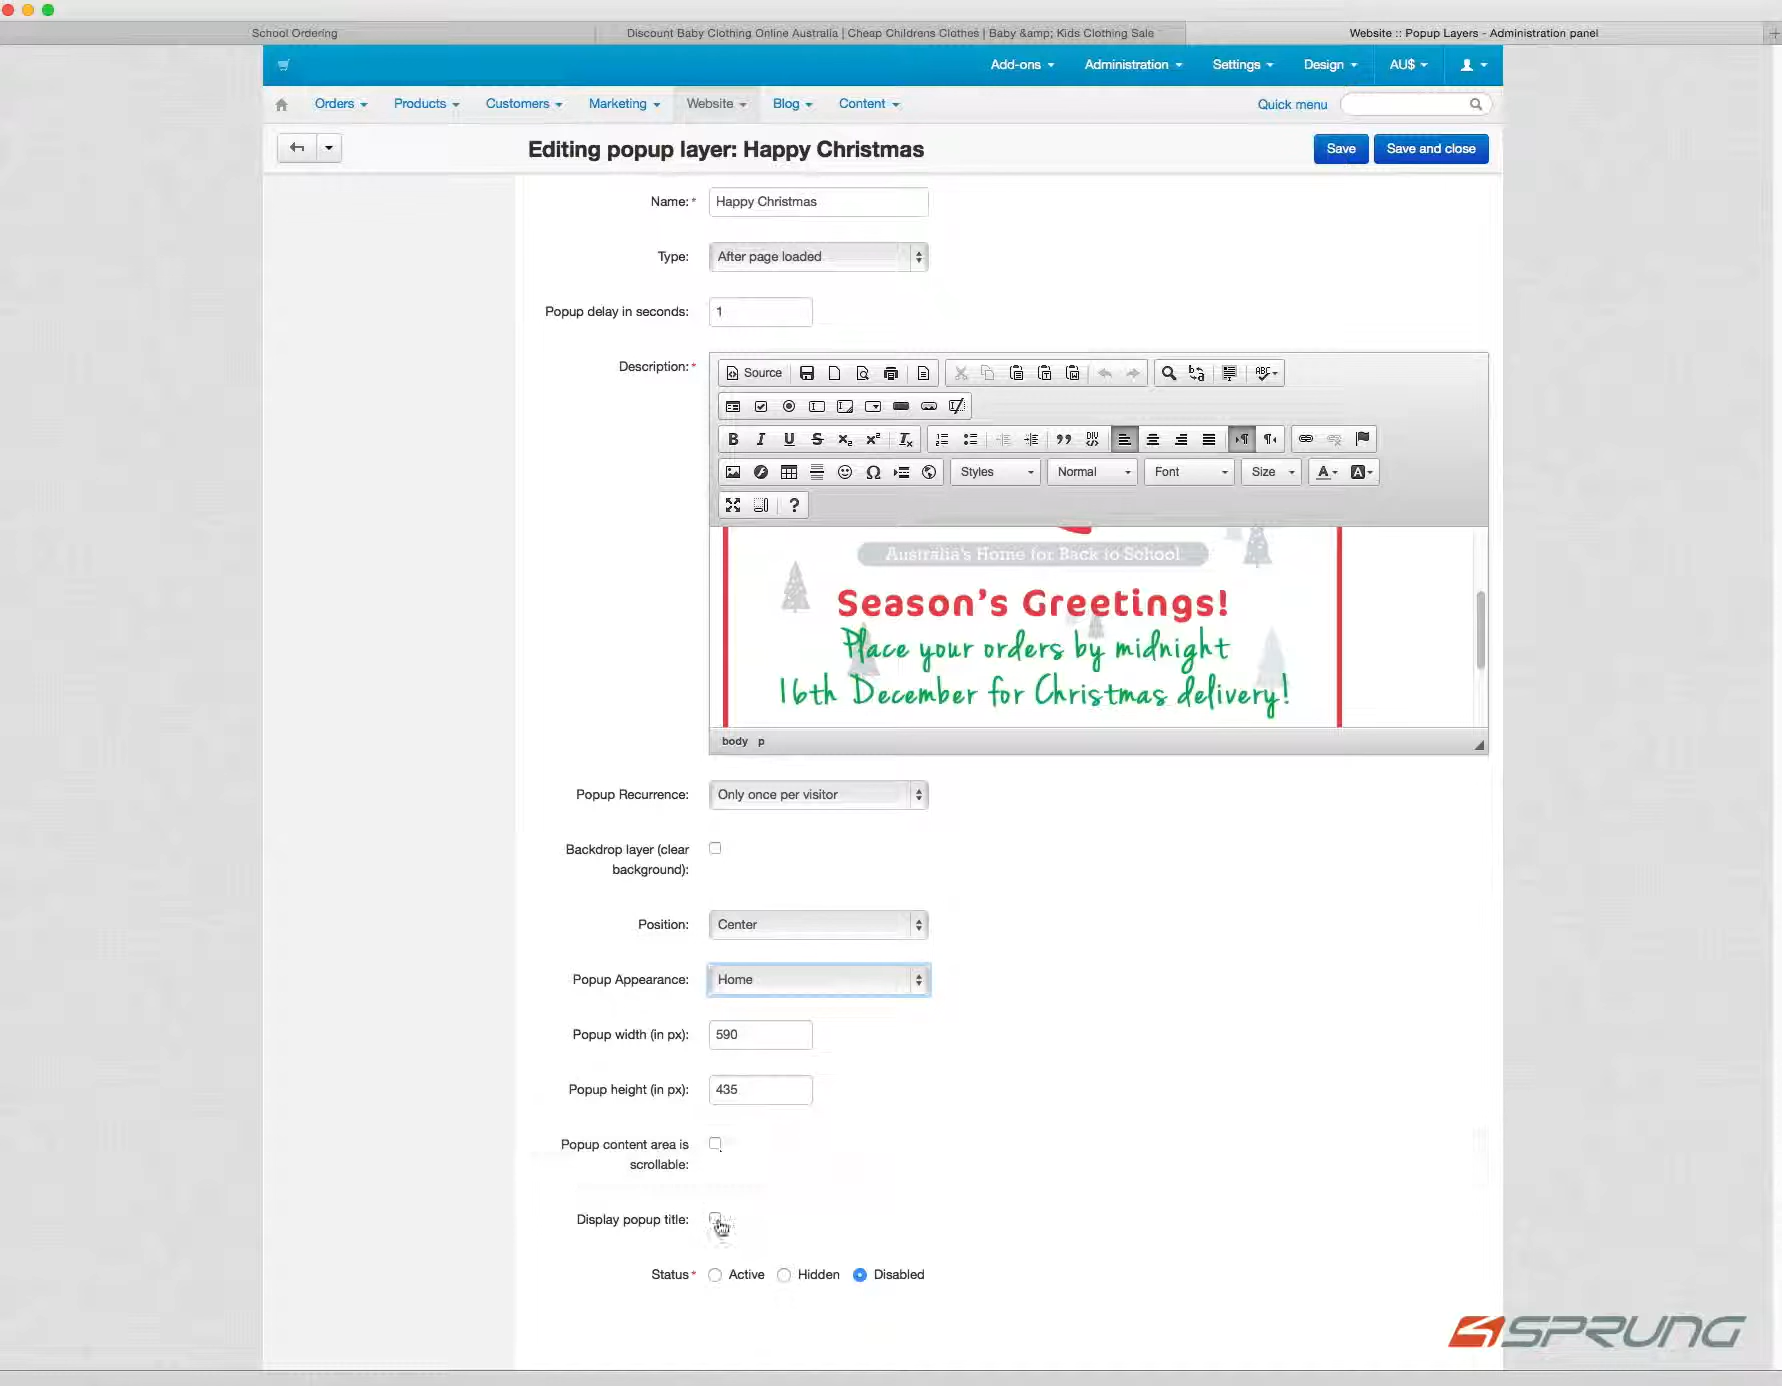 School Ordering
Discount Baby Clothing Online Australia | Cheap Childrens Clothes | Baby &amp; Kids Clothing Sale
Website :: Popup Layers - Administration panel
Add-ons
Administration
Settings
Design
AU$
Orders
Products
Customers
Marketing
Website
Blog
Content
Quick menu
Editing popup layer: Happy Christmas
Save
Save and close
Name:*
Happy Christmas
Type:
After page loaded
Popup delay in seconds:
1
Description:*
Source
Styles
Normal
Font
Size
Australia's Home for Back to School
Season's Greetings!
Place your orders by midnight
16th December for Christmas delivery!
body p
Popup Recurrence:
Only once per visitor
Backdrop layer (clear
background):
Position:
Center
Popup Appearance:
Home
Popup width (in px):
590
Popup height (in px):
435
Popup content area is
scrollable:
Display popup title:
Status*
Active
Hidden
Disabled
SPRUNG